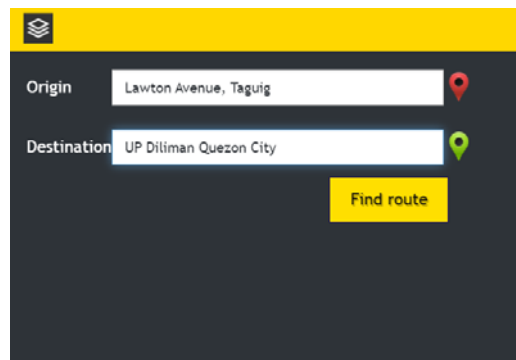 Origin Lawton Avenue, Taguig
Destination UP Diliman Quezon City
Find route